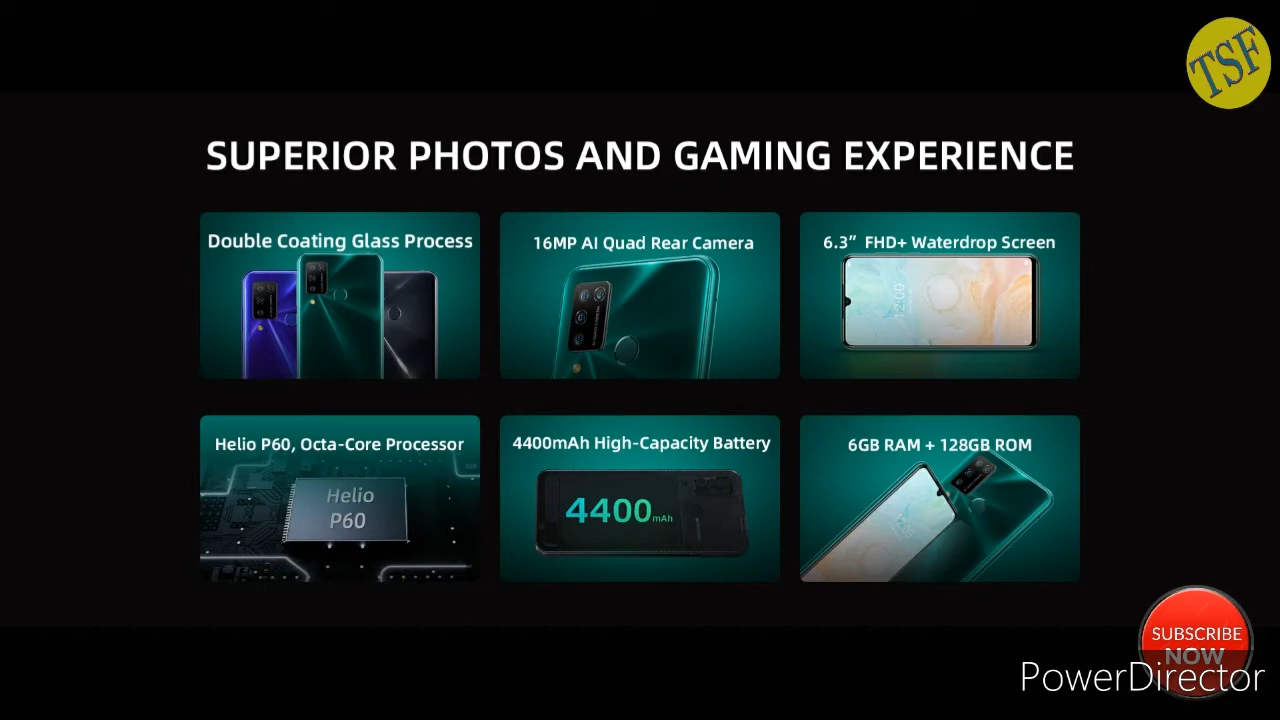 TSF
SUPERIOR PHOTOS AND GAMING EXPERIENCE
Double Coating Glass Process
16MP AI Quad Rear Camera
6.3” FHD+ Waterdrop Screen
12:00
Helio P60, Octa-Core Processor
4400mAh High-Capacity Battery
6GB RAM + 128GB ROM
Helio
P60
4400mAh
SUBSCRIBE
NOW
PowerDirector